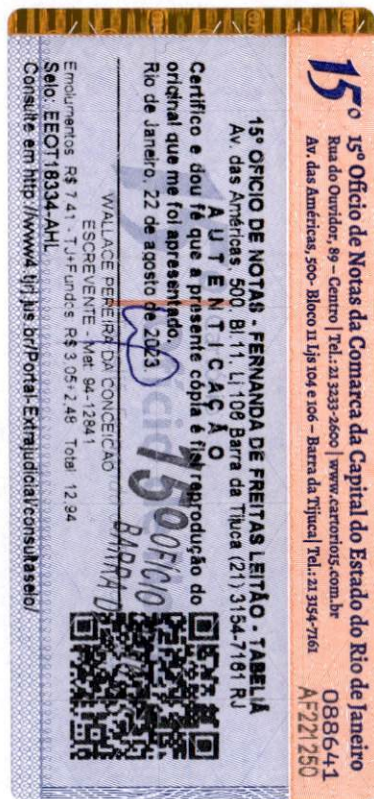 15º 15º Ofício de Notas da Comarca da Capital do Estado do Rio de Janeiro
Rua do Ouvidor, 89 – Centro | Tel.: 21 3233-2600 | www.cartorio15.com.br
Av. das Américas, 500- Bloco 11 Ljs 104 e 106 – Barra da Tijuca | Tel.: 21 3154-7161
088641
AF221250
15º OFÍCIO DE NOTAS - FERNANDA DE FREITAS LEITÃO - TABELIÃ
Av. das Américas, 500, Bl. 11, Lj 106 Barra da Tijuca (21) 3154-7161 RJ
AUTENTICAÇÃO
Certifico e dou fé que a presente cópia é fiel reprodução do
original que me foi apresentado.
Rio de Janeiro, 22 de agosto de 2023.
15º OFÍCIO
BARRA D
WALLACE PEREIRA DA CONCEICAO
ESCREVENTE - Mat. 94-12841
Emolumentos: R$ 7.41 - TJ+Fundos: R$ 3.05+2.48 Total: 12.94
Selo: EEOT18334-AHL
Consulte em http://www4.tjrj.jus.br/Portal-Extrajudicial/consultaselo/